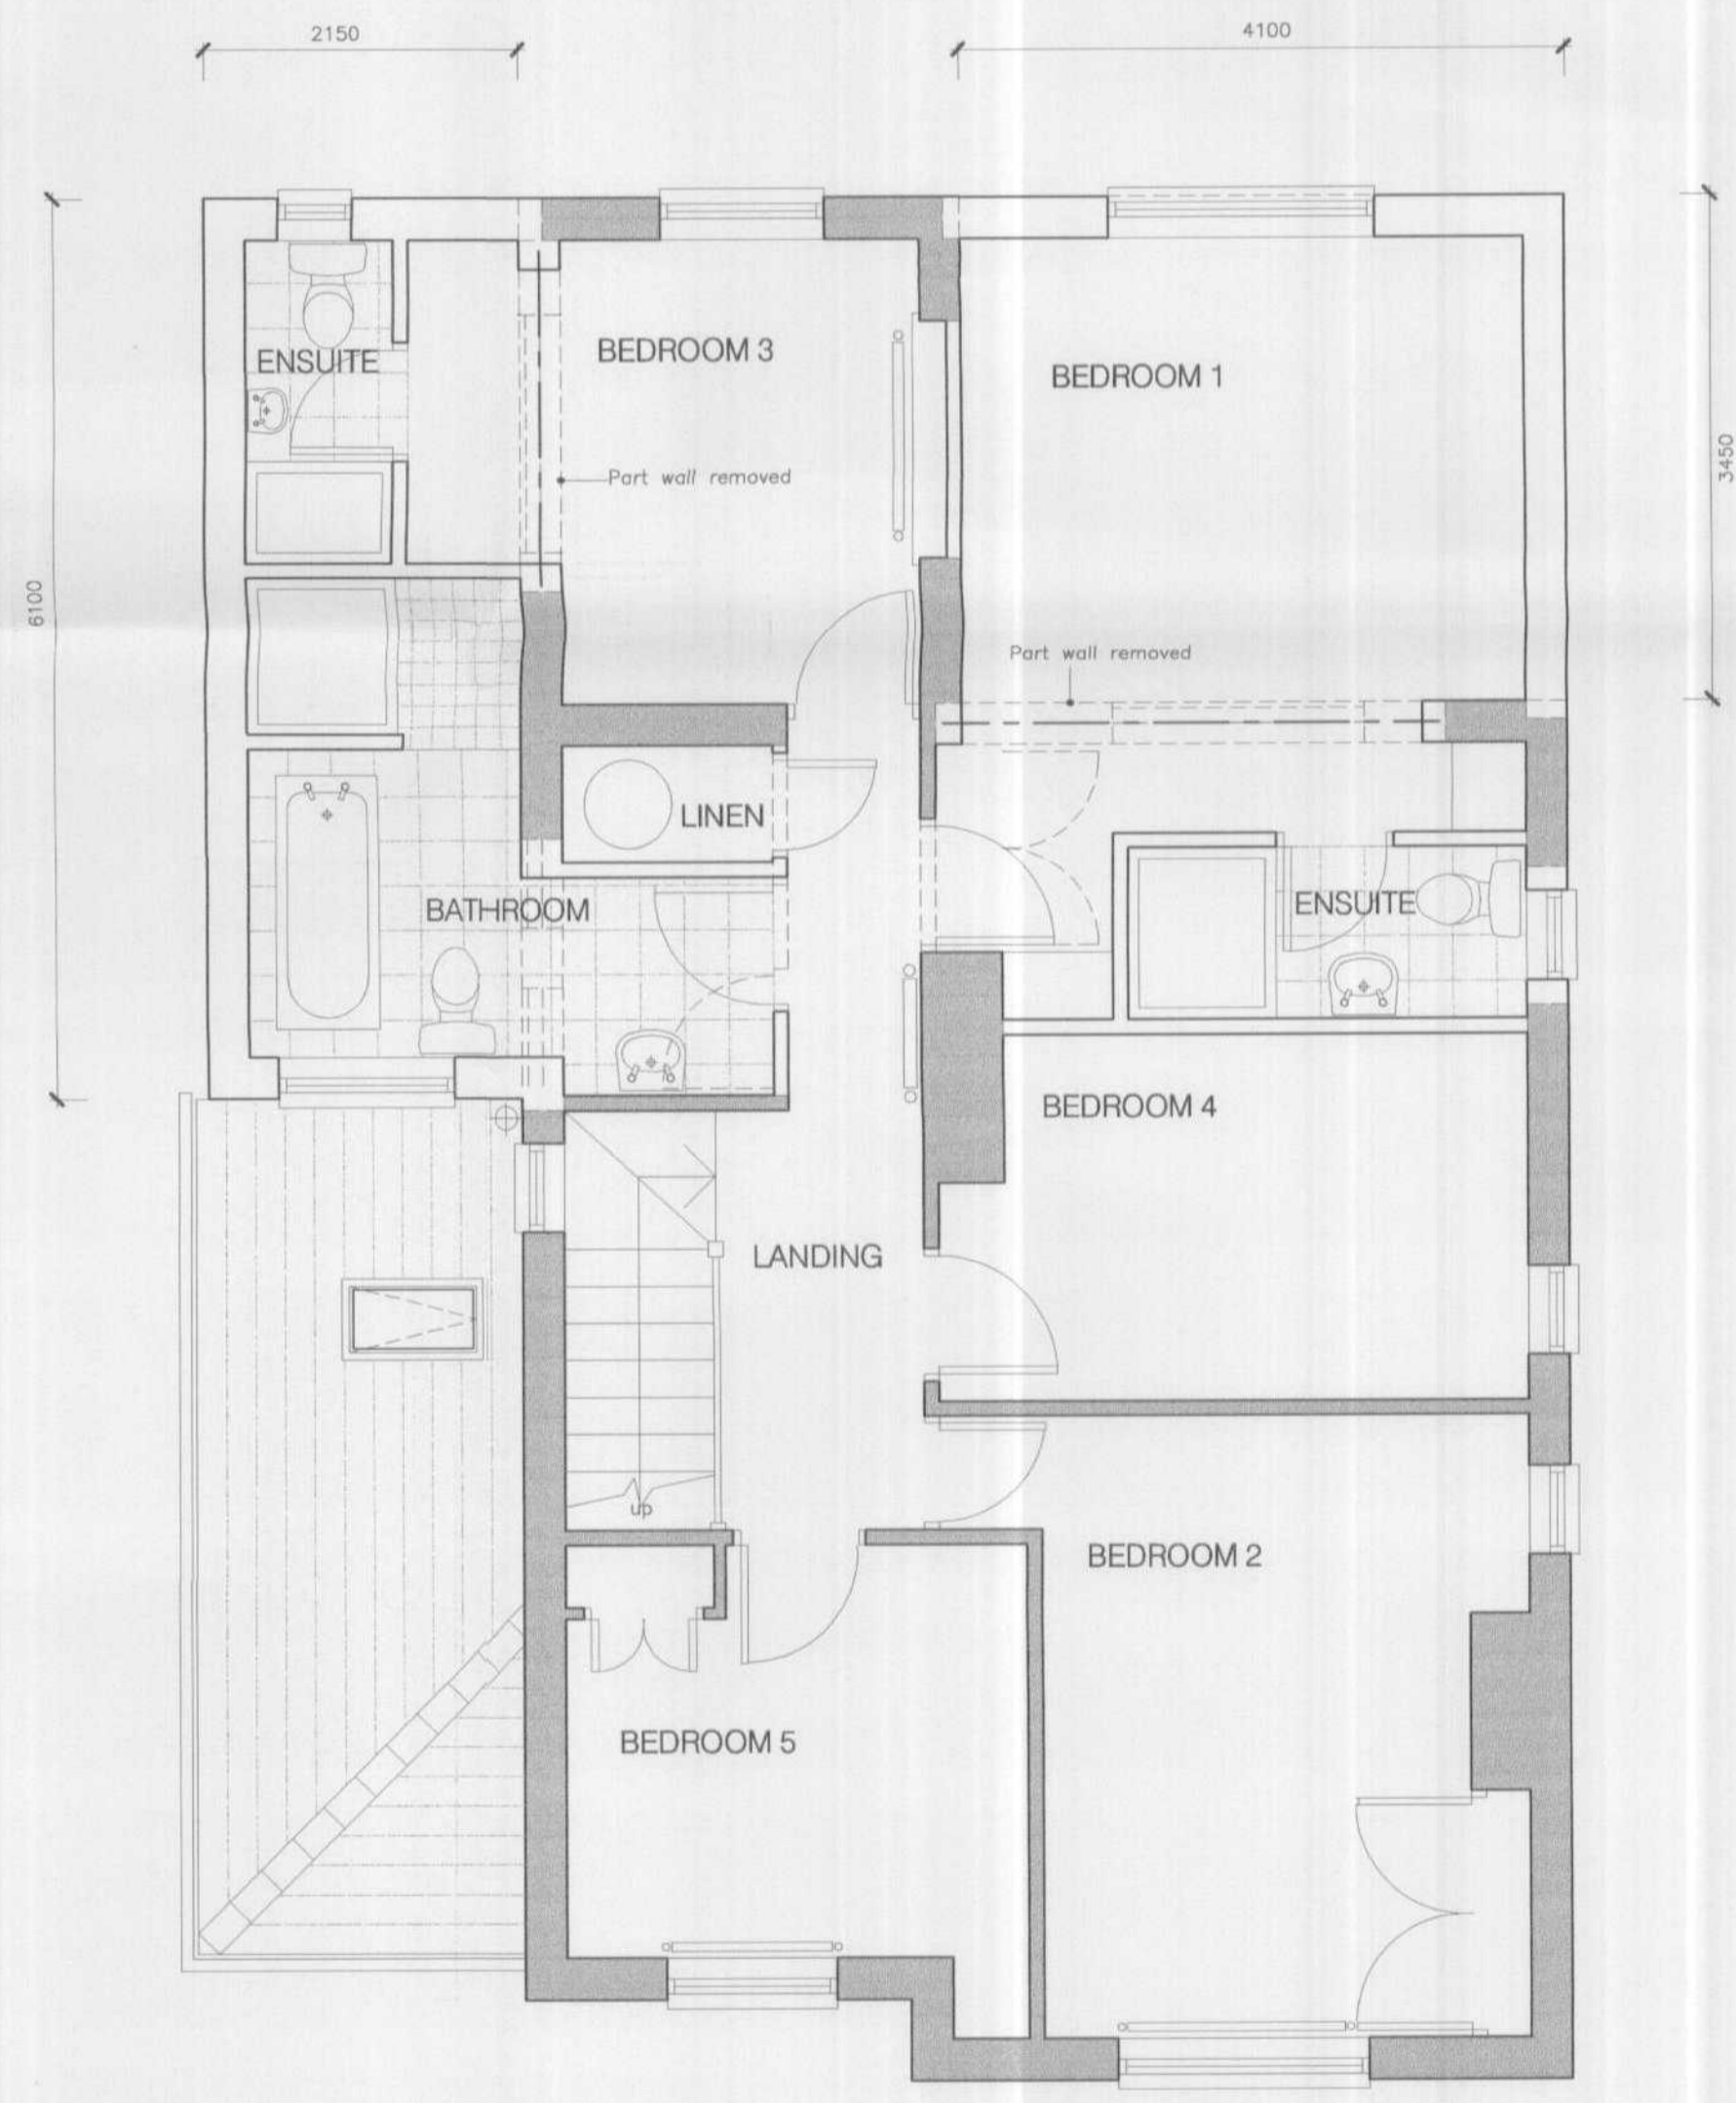 2150
4100
BEDROOM 3
ENSUITE
BEDROOM 1
3450
Part wall removed
6100
Part wall removed
LINEN
ENSUITE
BATHROOM
BEDROOM 4
LANDING
up
BEDROOM 2
BEDROOM 5